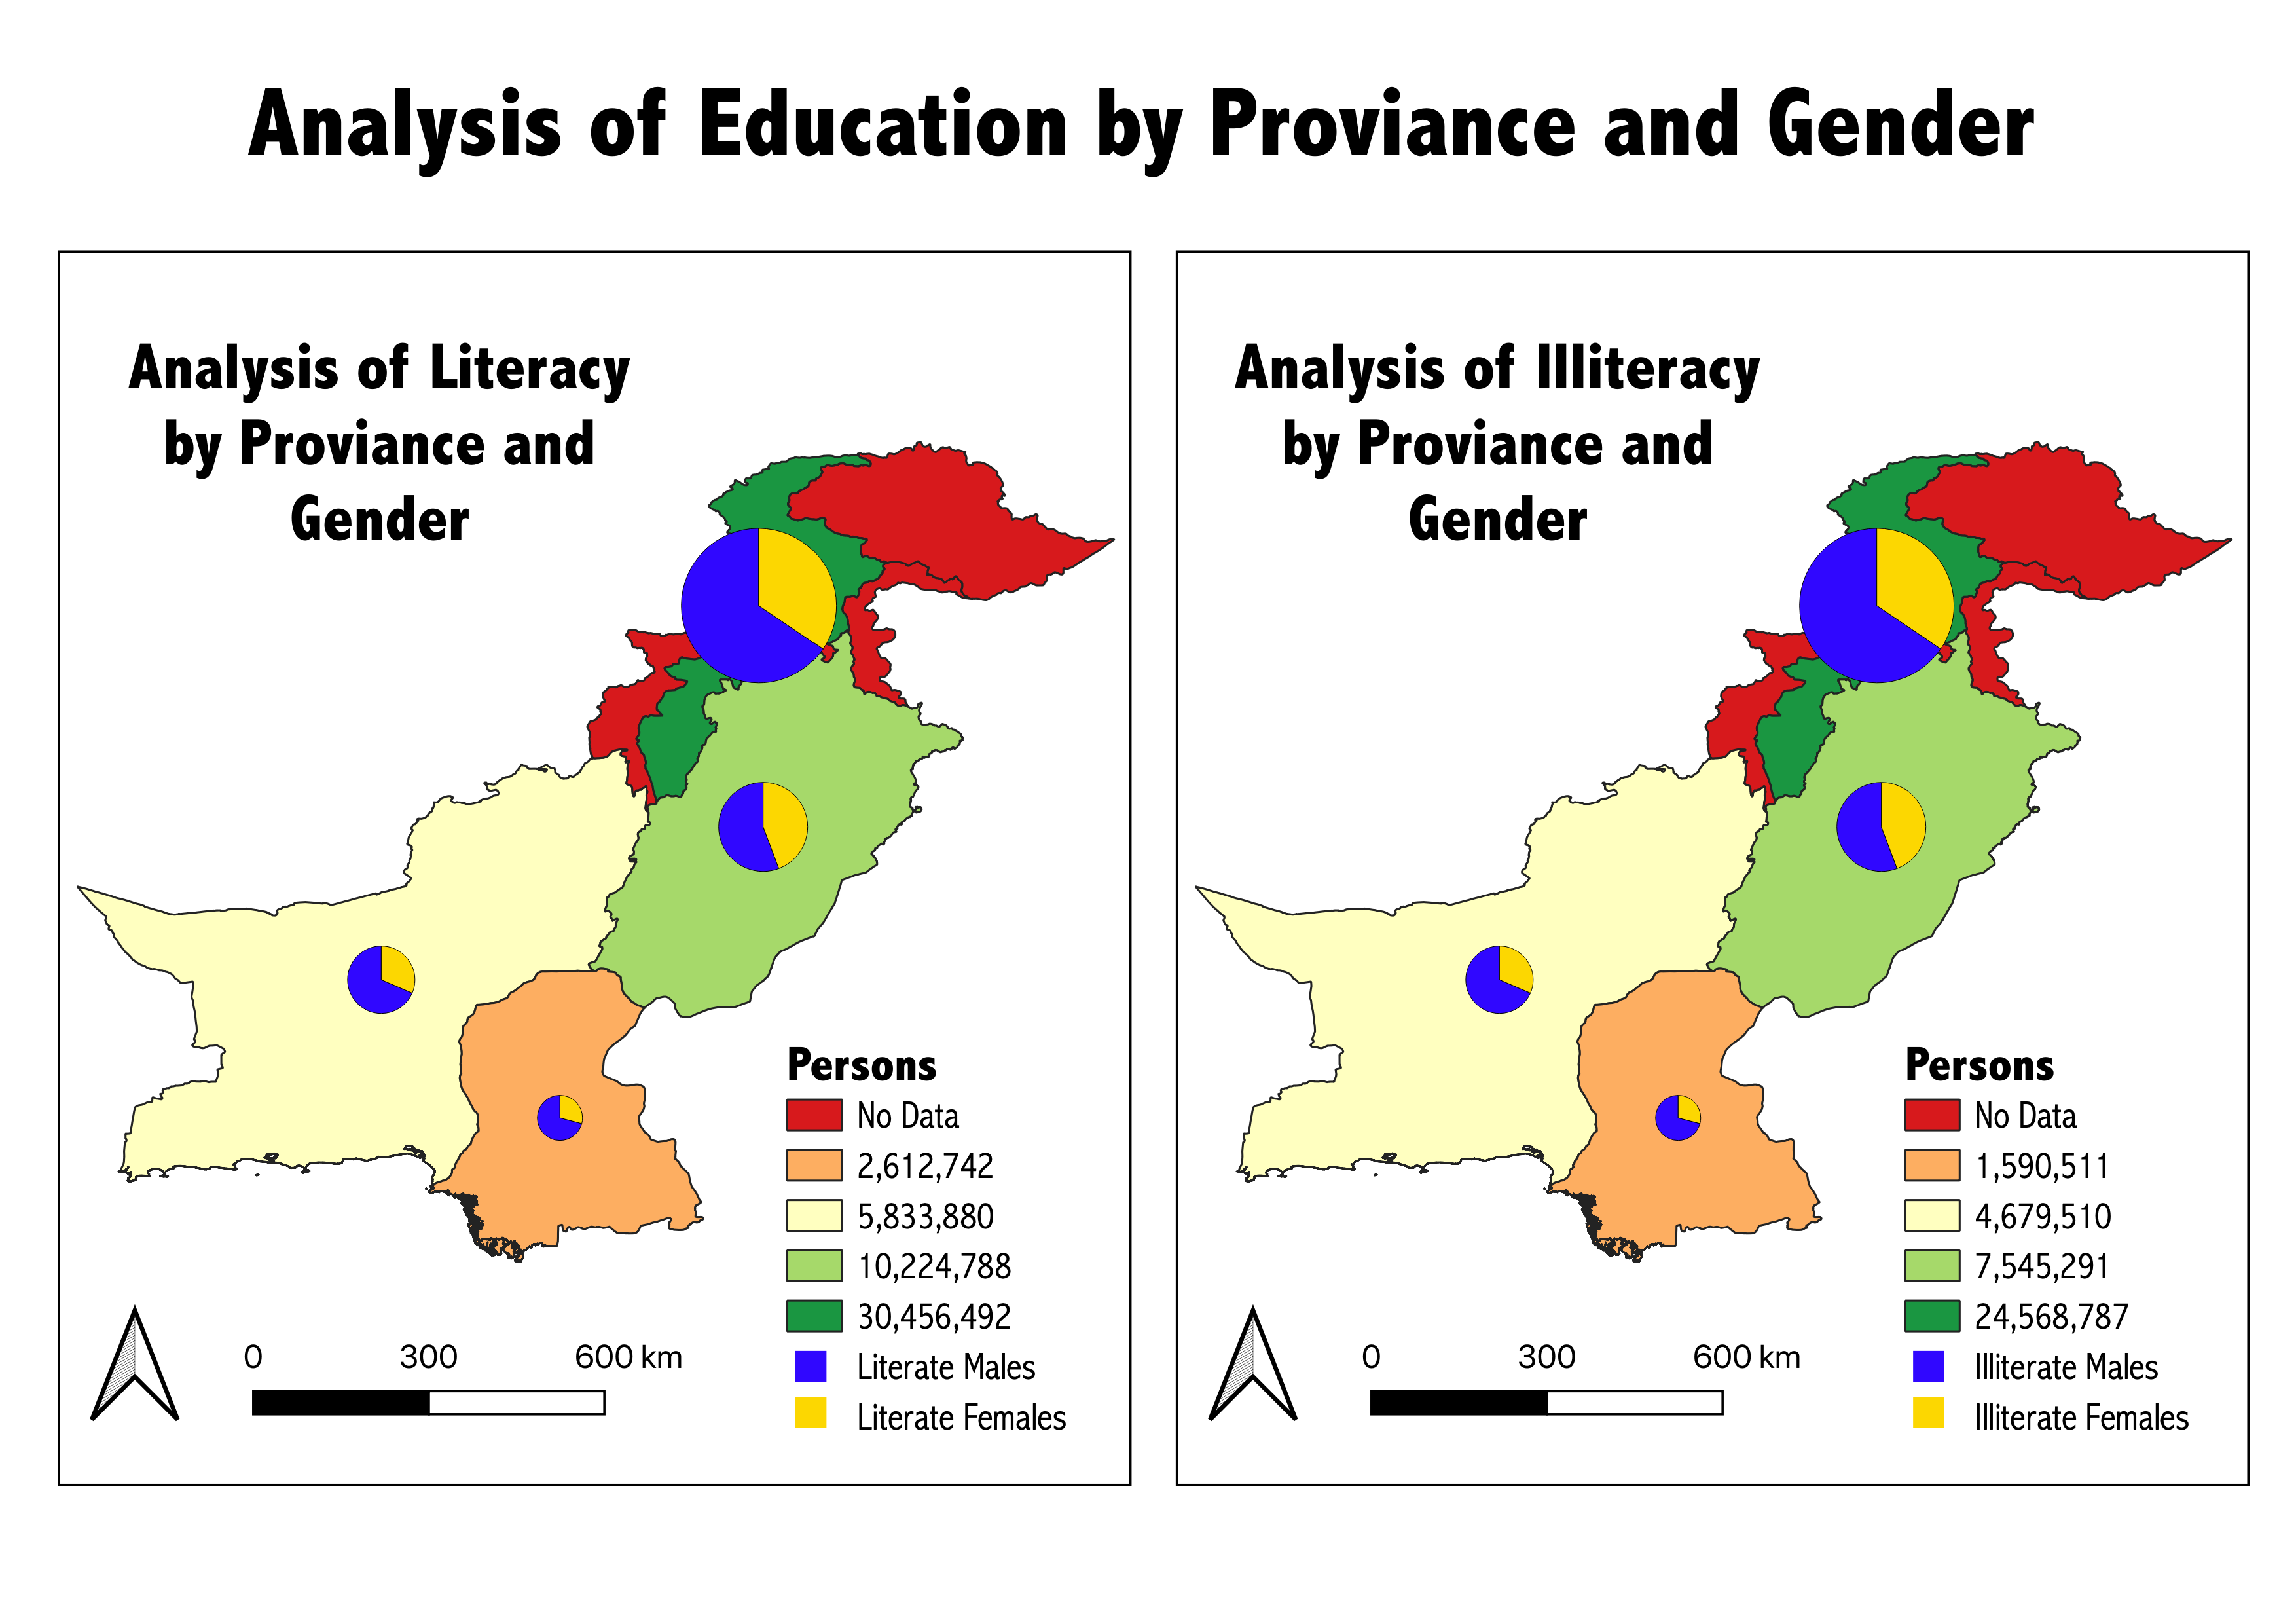 Analysis of Education by Proviance and Gender
Analysis of Literacy
by Proviance and
Gender
Persons
No Data
2,612,742
5,833,880
10,224,788
30,456,492
Literate Males
Literate Females
0 300 600 km
Analysis of Illiteracy
by Proviance and
Gender
Persons
No Data
1,590,511
4,679,510
7,545,291
24,568,787
Illiterate Males
Illiterate Females
0 300 600 km